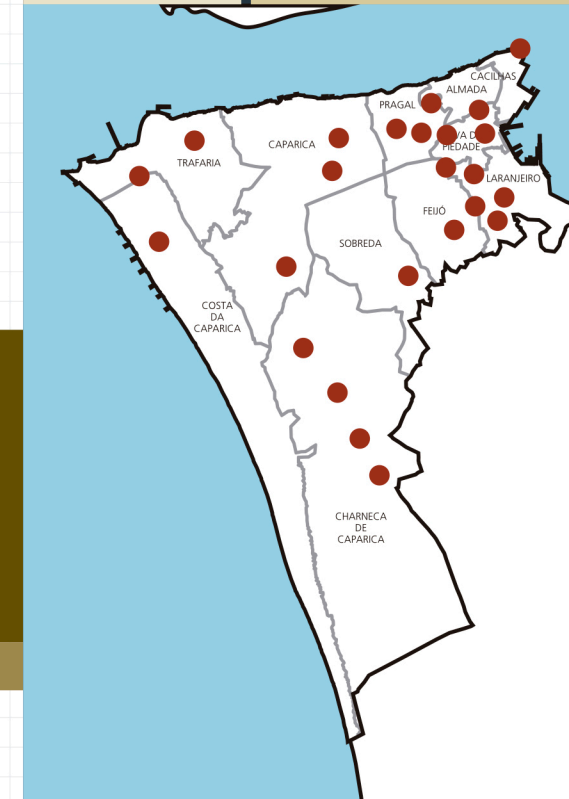 CACILHAS
ALMADA
PRAGAL
CAPARICA
PIEDADE
TRAFARIA
LARANJEIRO
FEIJÓ
SOBREDA
COSTA
DA
CAPARICA
CHARNECA
DE
CAPARICA